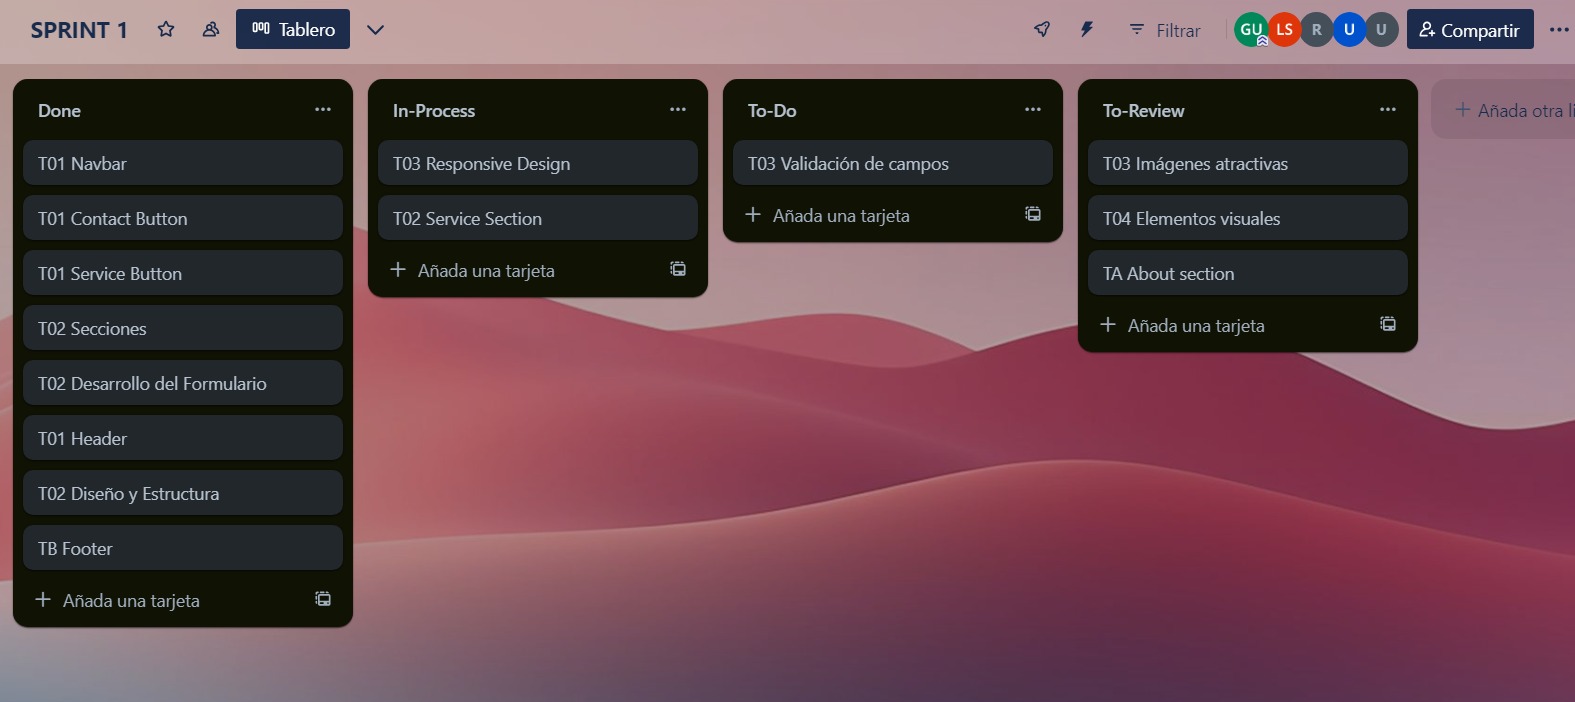 SPRINT 1
Tablero
Filtrar
GU LS R U U
Compartir
Done
T01 Navbar
T01 Contact Button
T01 Service Button
T02 Secciones
T02 Desarrollo del Formulario
T01 Header
T02 Diseño y Estructura
TB Footer
Añada una tarjeta
In-Process
T03 Responsive Design
T02 Service Section
Añada una tarjeta
To-Do
T03 Validación de campos
Añada una tarjeta
To-Review
T03 Imágenes atractivas
T04 Elementos visuales
TA About section
Añada una tarjeta
Añada otra li